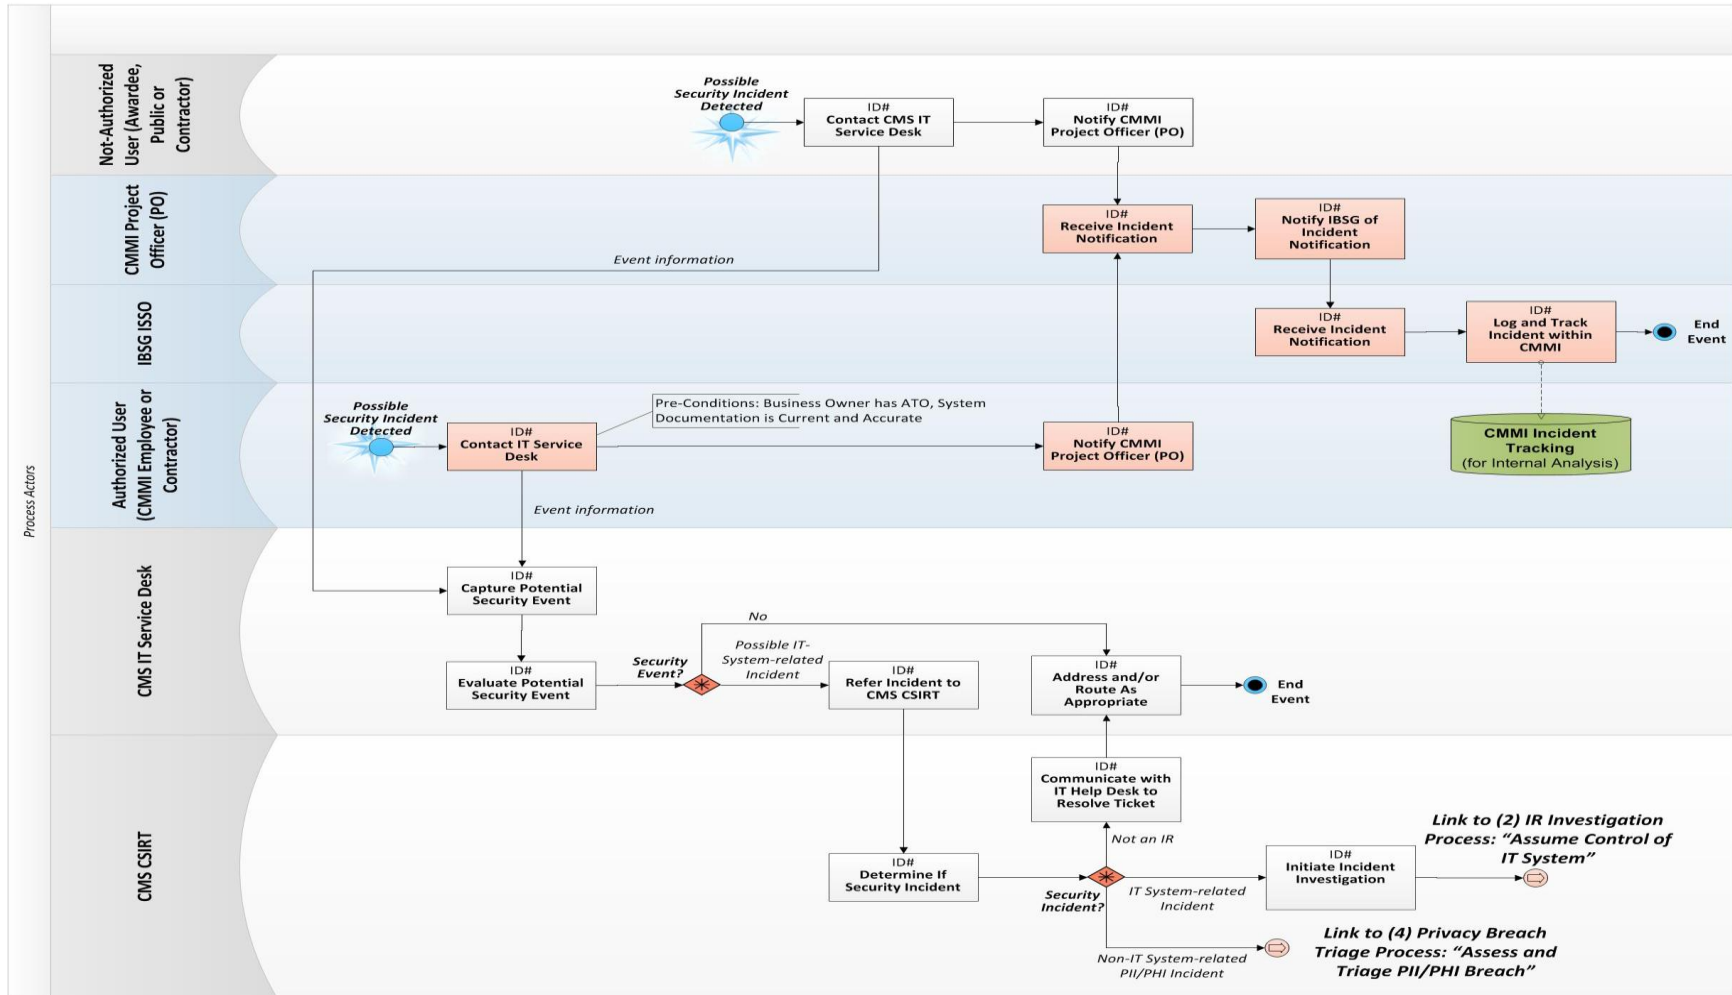 Process Actors
Not-Authorized
User (Awardee,
Public or
Contractor)
Possible
Security Incident
Detected
ID#
Contact CMS IT
Service Desk
ID#
Notify CMMI
Project Officer (PO)
CMMI Project
Officer (PO)
ID#
Receive Incident
Notification
ID#
Notify IBSG of
Incident
Notification
Event information
IBSG ISSO
ID#
Receive Incident
Notification
ID#
Log and Track
Incident within
CMMI
End
Event
Authorized User
(CMMI Employee or
Contractor)
Possible
Security Incident
Detected
ID#
Contact IT Service
Desk
Pre-Conditions: Business Owner has ATO, System
Documentation is Current and Accurate
ID#
Notify CMMI
Project Officer (PO)
CMMI Incident
Tracking
(for Internal Analysis)
Event information
CMS IT Service Desk
ID#
Capture Potential
Security Event
ID#
Evaluate Potential
Security Event
Security
Event?
No
Possible IT-
System-related
Incident
ID#
Refer Incident to
CMS CSIRT
ID#
Address and/or
Route As
Appropriate
End
Event
CMS CSIRT
ID#
Communicate with
IT Help Desk to
Resolve Ticket
Not an IR
ID#
Determine If
Security Incident
Security
Incident?
IT System-related
Incident
ID#
Initiate Incident
Investigation
Link to (2) IR Investigation
Process: “Assume Control of
IT System”
Non-IT System-related
PII/PHI Incident
Link to (4) Privacy Breach
Triage Process: “Assess and
Triage PII/PHI Breach”